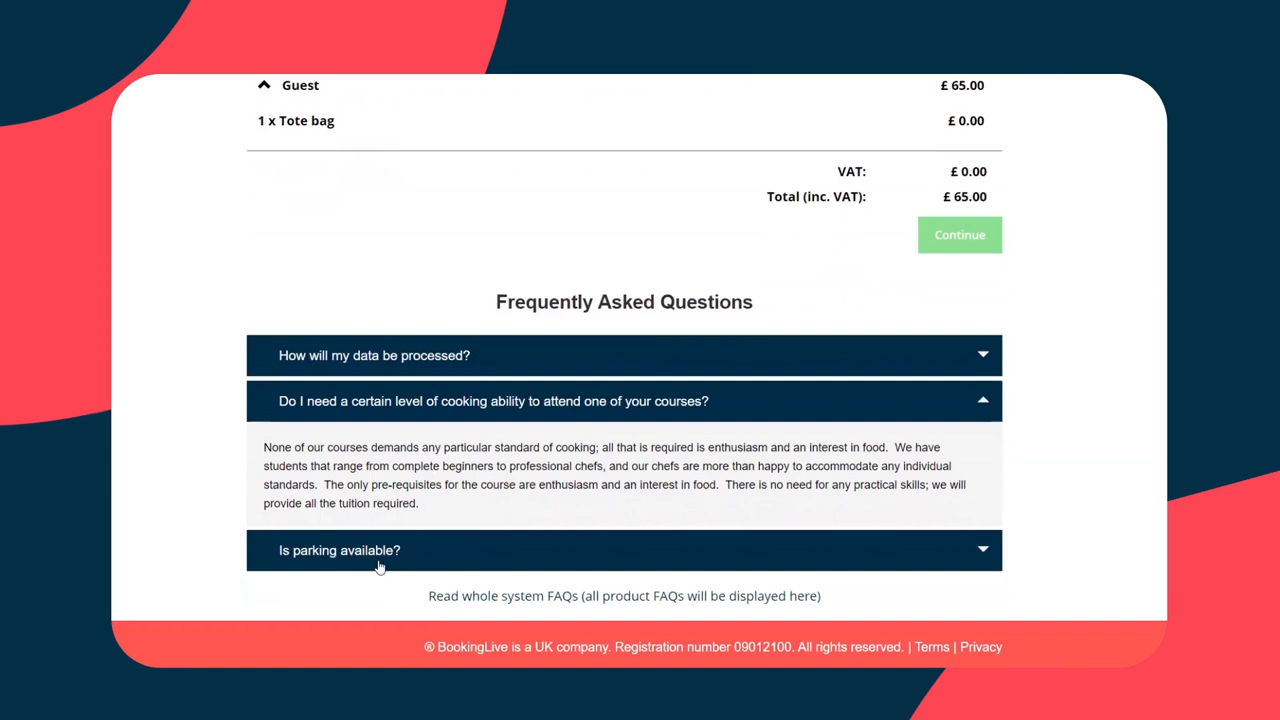 Guest £ 65.00
1 x Tote bag £ 0.00
VAT: £ 0.00
Total (inc. VAT): £ 65.00
Continue
Frequently Asked Questions
How will my data be processed?
Do I need a certain level of cooking ability to attend one of your courses?
None of our courses demands any particular standard of cooking; all that is required is enthusiasm and an interest in food. We have
students that range from complete beginners to professional chefs, and our chefs are more than happy to accommodate any individual
standards. The only pre-requisites for the course are enthusiasm and an interest in food. There is no need for any practical skills; we will
provide all the tuition required.
Is parking available?
Read whole system FAQs (all product FAQs will be displayed here)
® BookingLive is a UK company. Registration number 09012100. All rights reserved. | Terms | Privacy